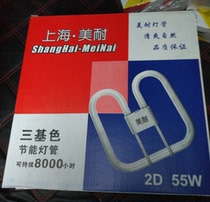 上海·美耐
ShangHai-MeiNai
美耐灯管
清爽自然
品质保证
美耐
三基色
节能灯管
可持续8000小时
2D 55W